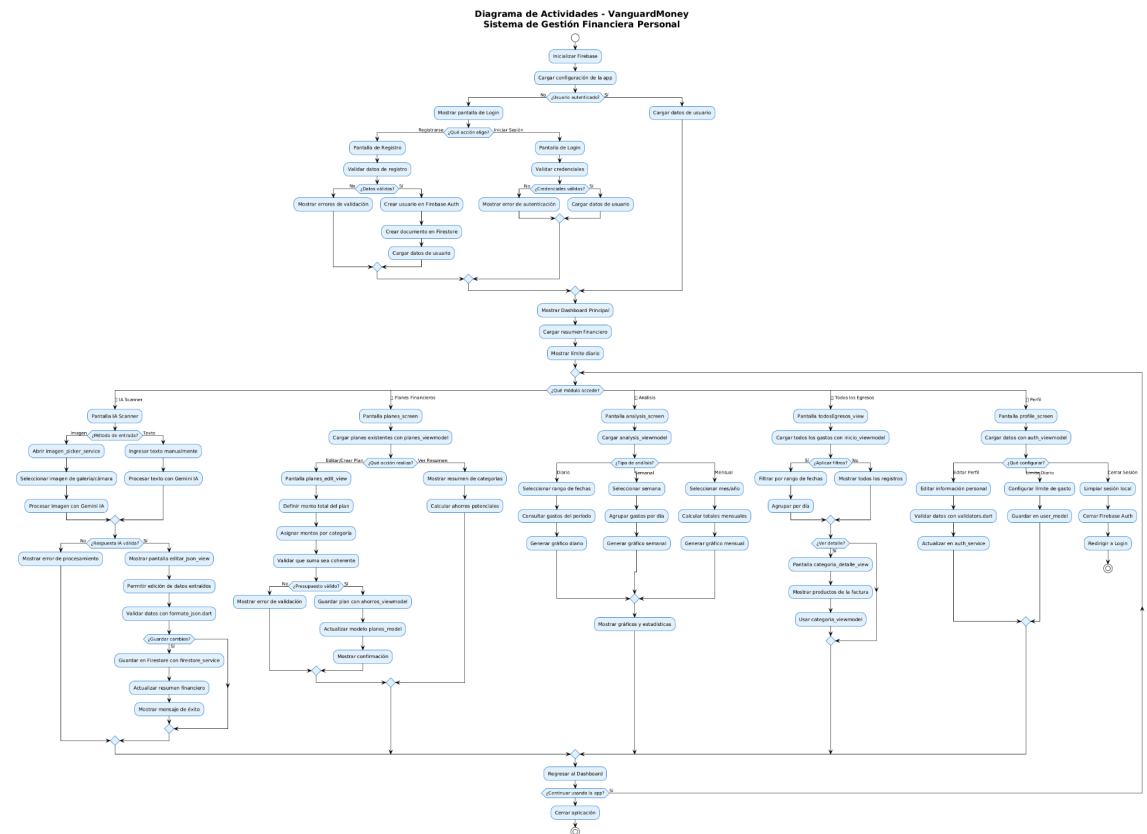 Diagrama de Actividades - VanguardMoney
Sistema de Gestión Financiera Personal
Inicializar Firebase
Cargar configuración de la app
No
¿Usuario autenticado?
Sí
Mostrar pantalla de Login
Cargar datos de usuario
Registrarse
¿Qué acción elige?
Iniciar Sesión
Pantalla de Registro
Pantalla de Login
Validar datos de registro
Validar credenciales
No
¿Datos válidos?
Sí
No
¿Credenciales válidas?
Sí
Mostrar errores de validación
Crear usuario en Firebase Auth
Mostrar error de autenticación
Cargar datos de usuario
Crear documento en Firestore
Cargar datos de usuario
Mostrar Dashboard Principal
Cargar resumen financiero
Mostrar límite diario
¿Qué módulo accede?
IA Scanner
Planes Financieros
Análisis
Todos los Egresos
Perfil
Pantalla IA Scanner
Pantalla planes_screen
Pantalla analysis_screen
Pantalla todosEgresos_view
Pantalla profile_screen
Imagen
¿Método de entrada?
Texto
Cargar planes existentes con planes_viewmodel
Cargar analysis_viewmodel
Cargar todos los gastos con inicio_viewmodel
Cargar datos con auth_viewmodel
Abrir imagen_picker_service
Ingresar texto manualmente
Editar/Crear Plan
¿Qué acción realiza?
Ver Resumen
¿Tipo de análisis?
Diario
Semanal
Mensual
Sí
¿Aplicar filtros?
No
¿Qué configurar?
Editar Perfil
Límite Diario
Cerrar Sesión
Seleccionar imagen de galería/cámara
Procesar texto con Gemini IA
Pantalla planes_edit_view
Mostrar resumen de categorías
Seleccionar rango de fechas
Seleccionar semana
Seleccionar mes/año
Filtrar por rango de fechas
Mostrar todos los registros
Editar información personal
Configurar límite de gasto
Limpiar sesión local
Procesar imagen con Gemini IA
Definir monto total del plan
Calcular ahorros potenciales
Consultar gastos del periodo
Agrupar gastos por día
Calcular totales mensuales
Agrupar por día
Validar datos con validators.dart
Guardar en user_model
Cerrar Firebase Auth
Asignar montos por categoría
Generar gráfico diario
Generar gráfico semanal
Generar gráfico mensual
Actualizar en auth_service
Redirigir a Login
No
¿Respuesta IA válida?
Sí
¿Ver detalle?
Sí
Mostrar error de procesamiento
Mostrar pantalla editar_json_view
Validar que suma sea coherente
Pantalla categoria_detalle_view
Permitir edición de datos extraídos
No
¿Presupuesto válido?
Sí
Mostrar productos de la factura
Validar datos con formato_json.dart
Mostrar error de validación
Guardar plan con ahorros_viewmodel
Usar categoria_viewmodel
¿Guardar cambios?
Sí
Actualizar modelo planes_model
Mostrar gráficos y estadísticas
Guardar en Firestore con firestore_service
Mostrar confirmación
Actualizar resumen financiero
Mostrar mensaje de éxito
Regresar al Dashboard
¿Continuar usando la app?
Sí
Cerrar aplicación